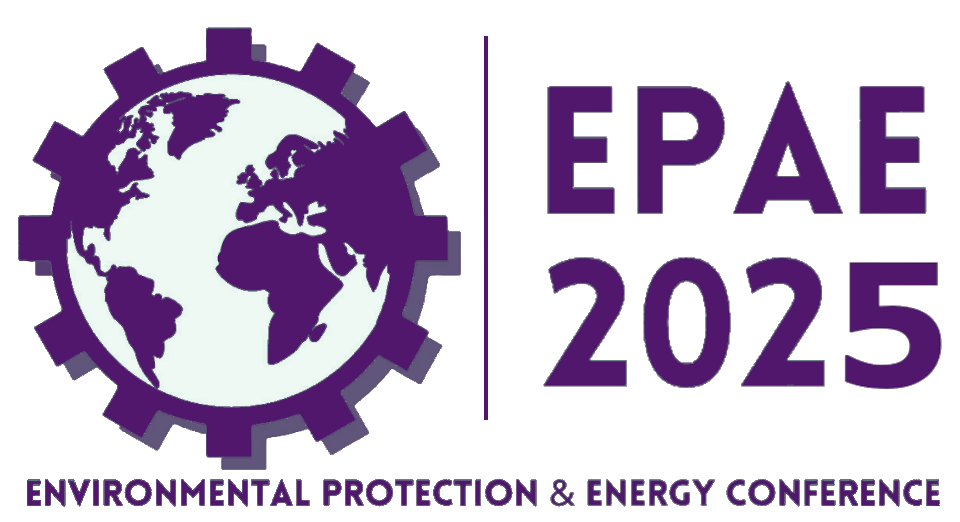 EPAE
2025
ENVIRONMENTAL PROTECTION & ENERGY CONFERENCE